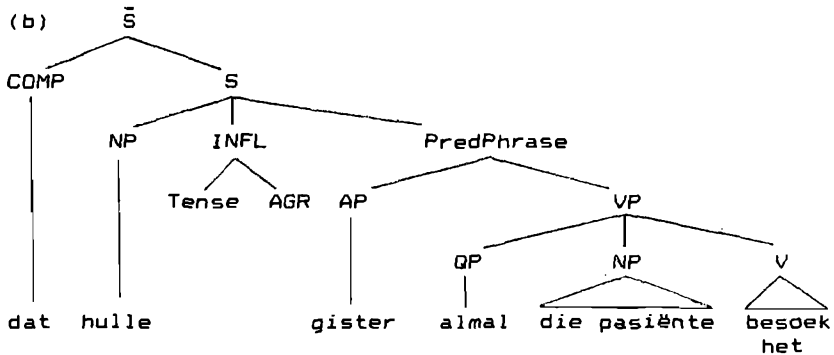 (b) S̄
COMP S
NP INFL PredPhrase
Tense AGR AP VP
QP NP V
dat hulle gister almal die pasiënte besoek
het